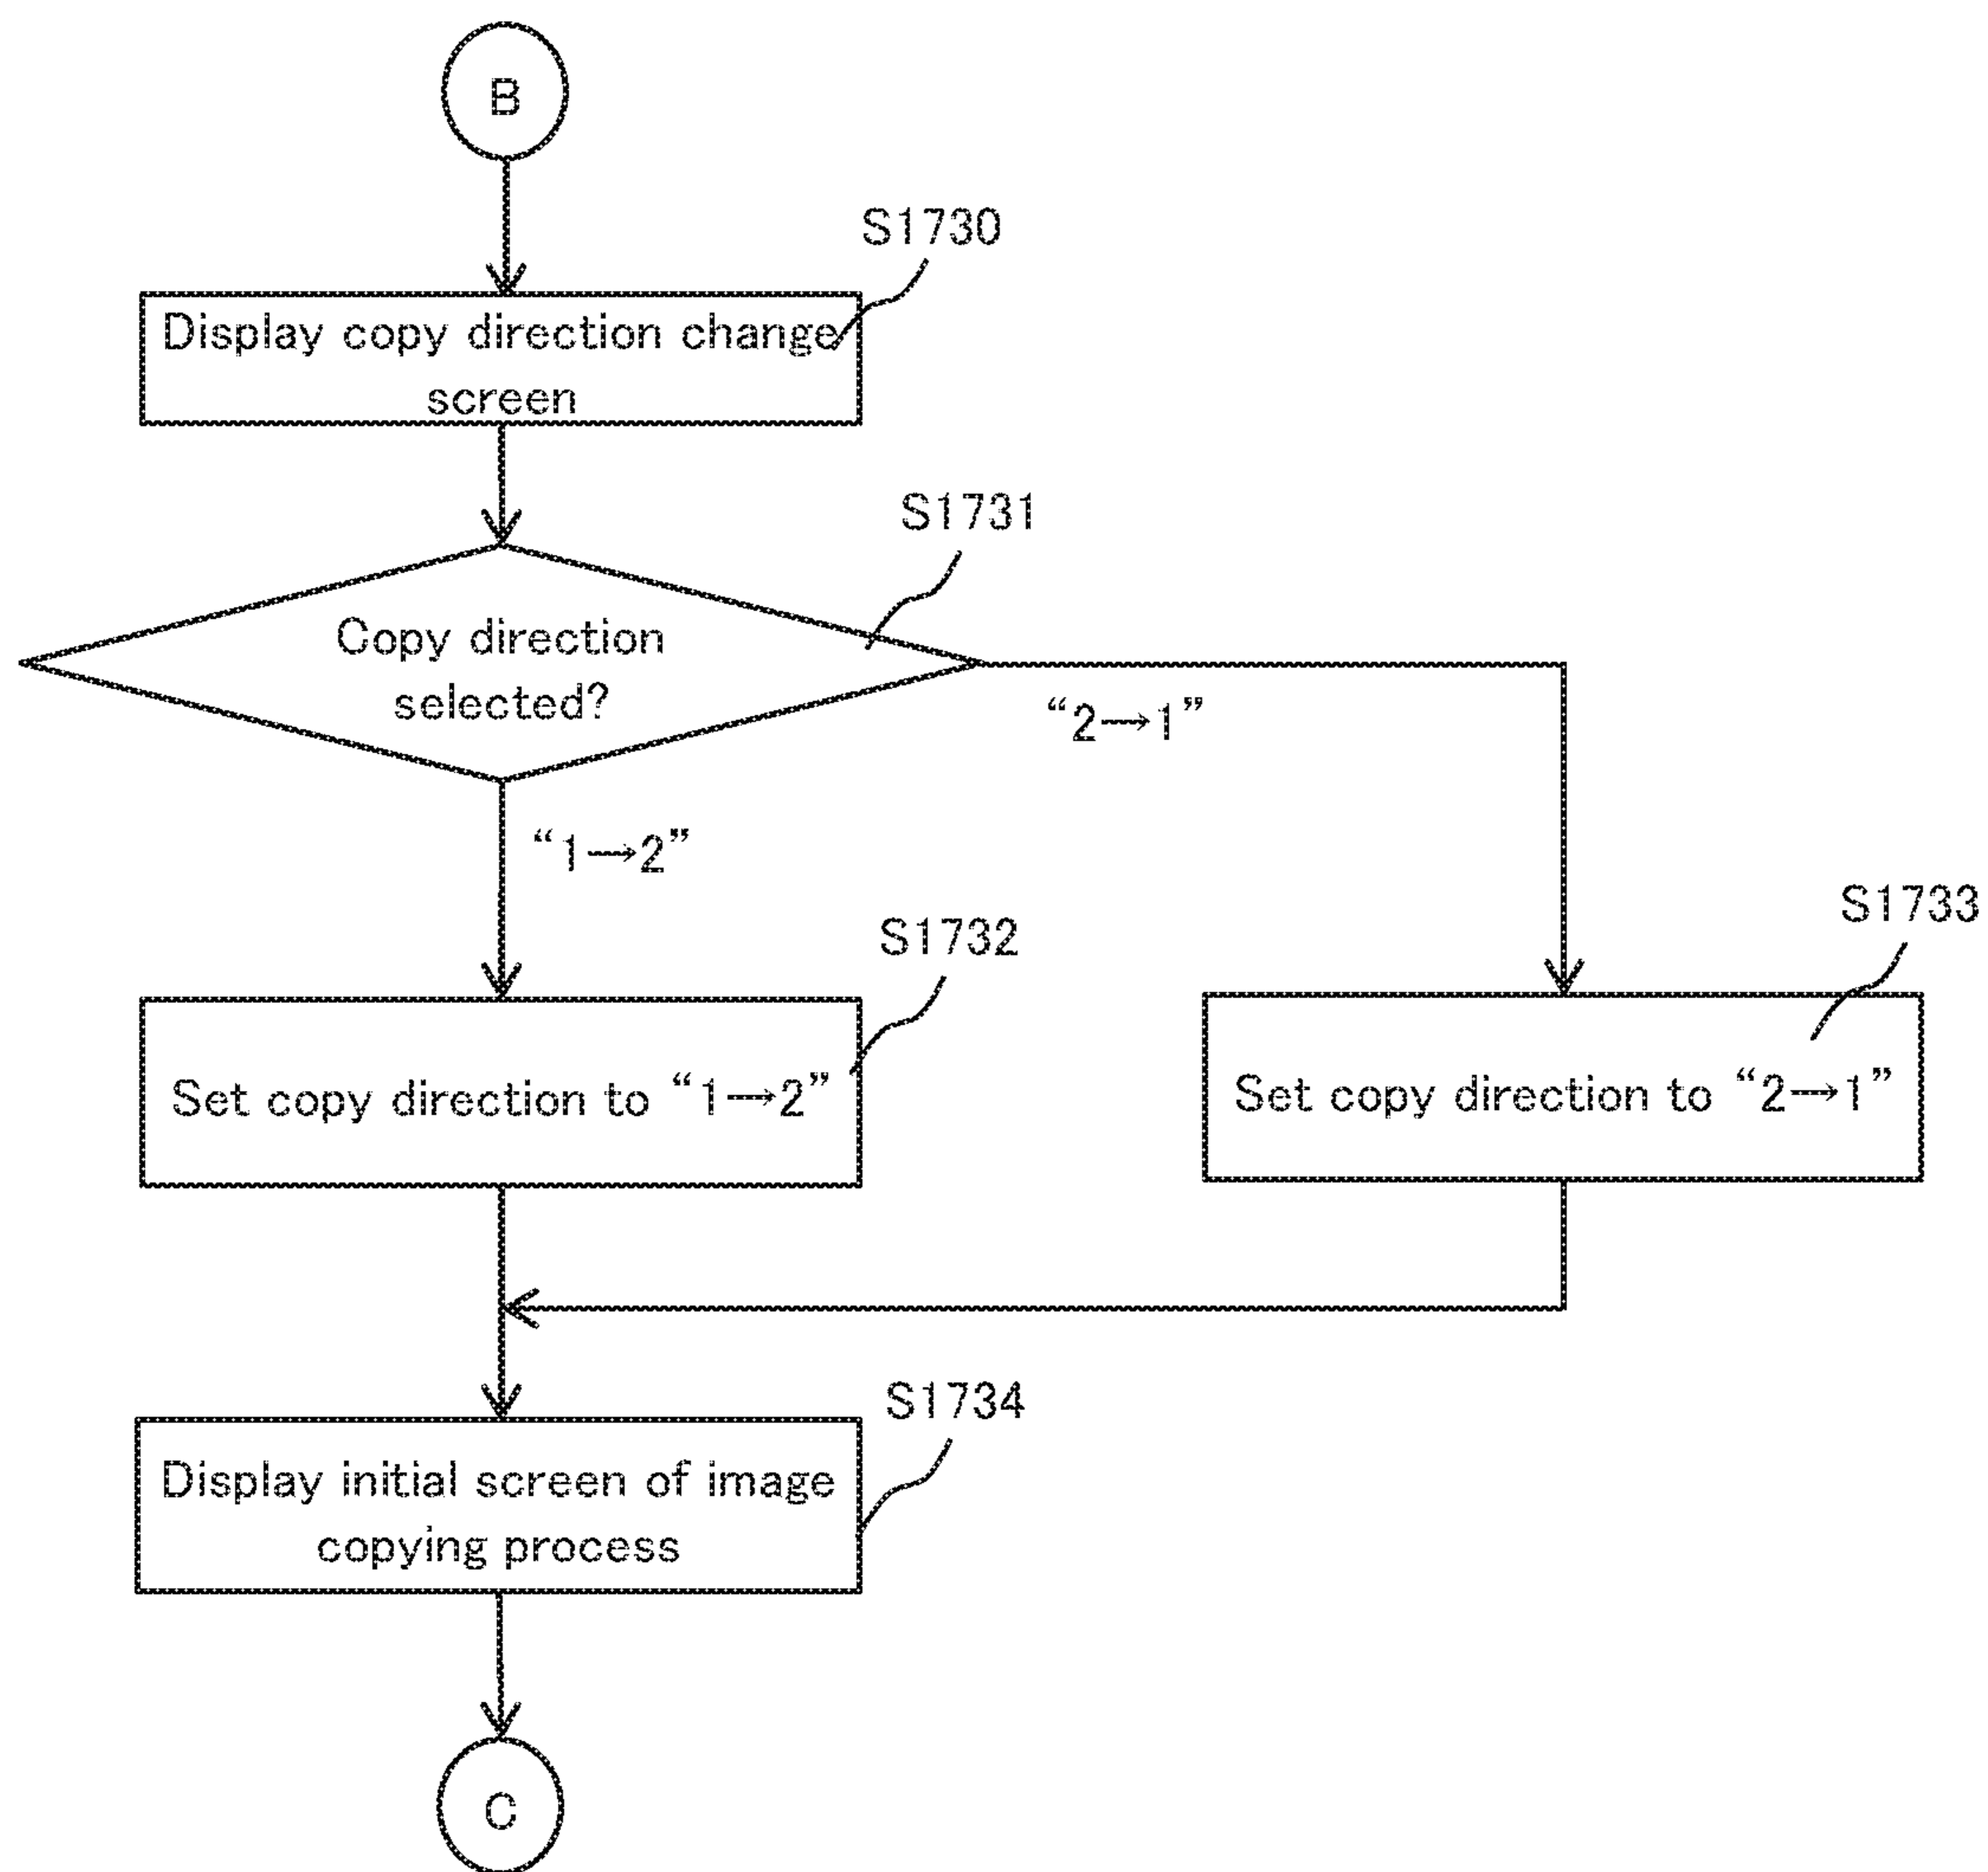 B
S1730
Display copy direction change
screen
S1731
Copy direction
selected?
“2→1”
“1→2”
S1733
S1732
Set copy direction to “1→2”
Set copy direction to “2→1”
S1734
Display initial screen of image
copying process
C